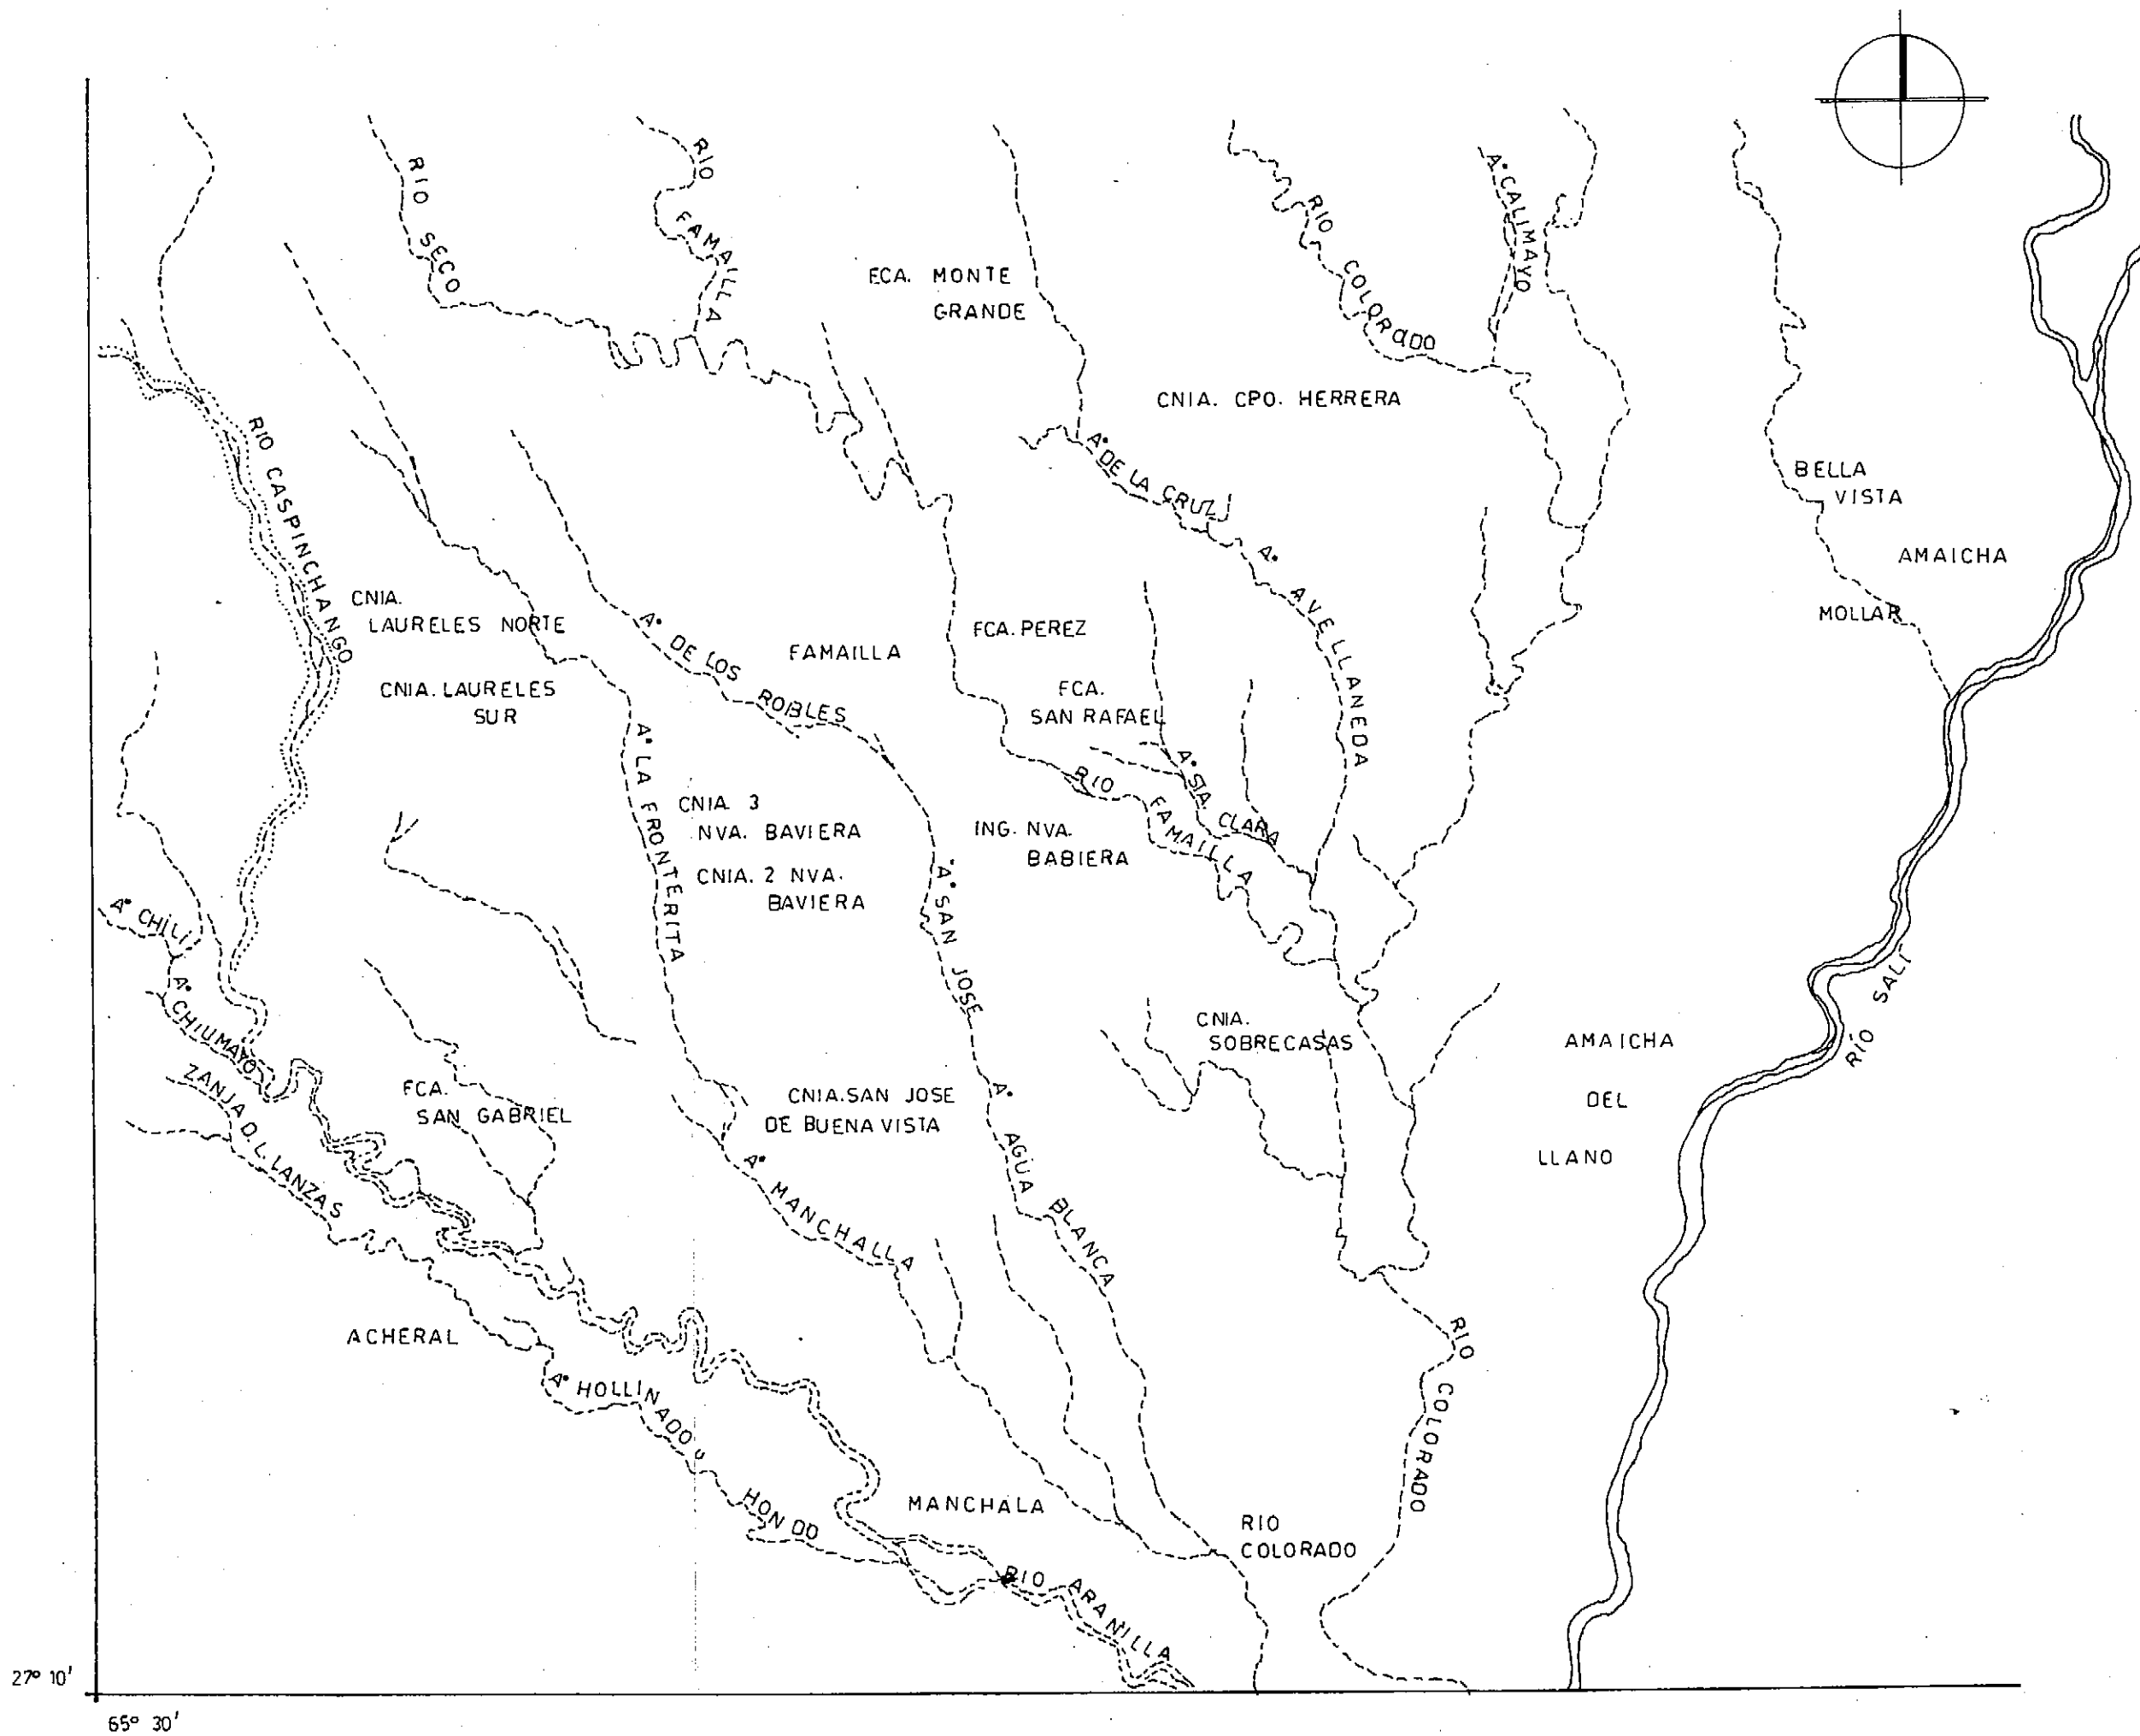 RIO SECO
RIO FAMAILLA
ECA. MONTE
GRANDE
RIO COLORADO
A° CALIMAYO
CNIA. CPO. HERRERA
RIO CASPINCHANGO
A° DE LA CRUZ
BELLA
VISTA
AMAICHA
A° AVELLANEDA
CNIA.
LAURELES NORTE
MOLLAR
A° DE LOS ROBLES
FAMAILLA
FCA. PEREZ
CNIA. LAURELES
SUR
FCA.
SAN RAFAEL
A° LA FRONTERITA
A° STA. CLARA
RIO FAMAILLA
CNIA 3
NVA. BAVIERA
ING. NVA.
BABIERA
CNIA. 2 NVA.
BAVIERA
A° SAN JOSE
A° CHILI
RÍO SALÍ
A° CHIUMAYO
CNIA.
SOBRECASAS
AMAICHA
DEL
LLANO
ZANJA D.L. LANZAS
FCA.
SAN GABRIEL
CNIA. SAN JOSE
DE BUENA VISTA
A° AGUA BLANCA
A° MANCHALLA
ACHERAL
RIO COLORADO
A° HOLLINADO U HONDO
MANCHALA
RIO
COLORADO
RIO ARANILLA
27° 10'
65° 30'